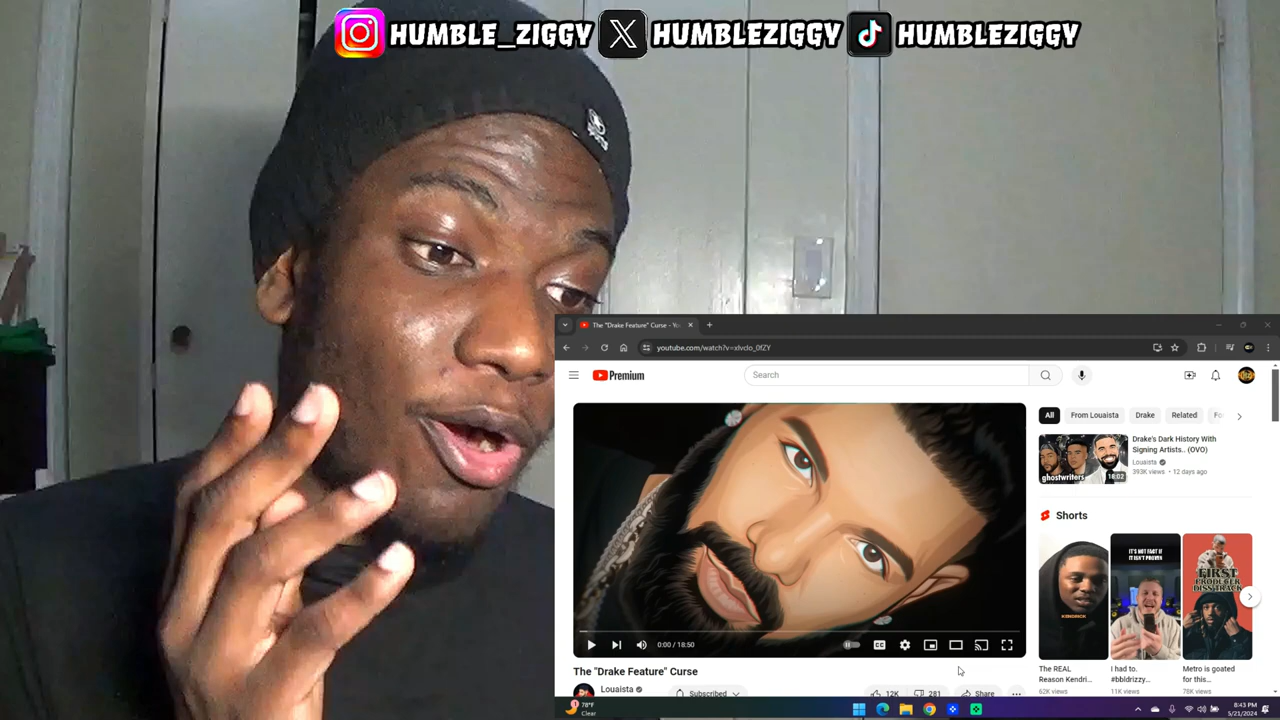 HUMBLE_ZIGGY HUMBLEZIGGY HUMBLEZIGGY
The "Drake Feature" Curse - Yo
youtube.com/watch?v=
Premium
Search
All From Louaista Drake Related Fo
Drake's Dark History With
Signing Artists.. (OVO)
Louaista
393K views • 12 days ago
ghostwriters 18:02
Shorts
IT'S NOT FACT IF
IT ISN'T PROVEN
FIRST
PRODUCER
DISS TRACK
KENDRICK
0:00 / 18:50
The "Drake Feature" Curse
The REAL
Reason Kendri...
62K views
I had to.
#bbldrizzy...
11K views
Metro is goated
for this...
78K views
Louaista
Subscribed
12K 281 Share
78°F
Clear
8:43 PM
5/21/2024